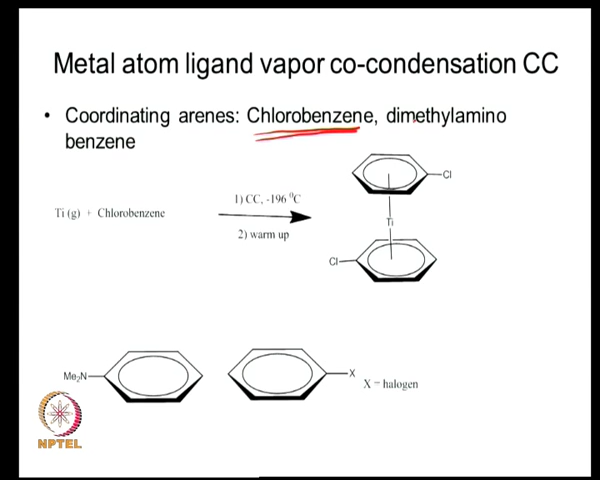 Metal atom ligand vapor co-condensation CC
• Coordinating arenes: Chlorobenzene, dimethylamino
benzene
Ti (g) + Chlorobenzene
1) CC, -196 ⁰C
2) warm up
Cl
Ti
Cl
Me₂N
X
X = halogen
NPTEL